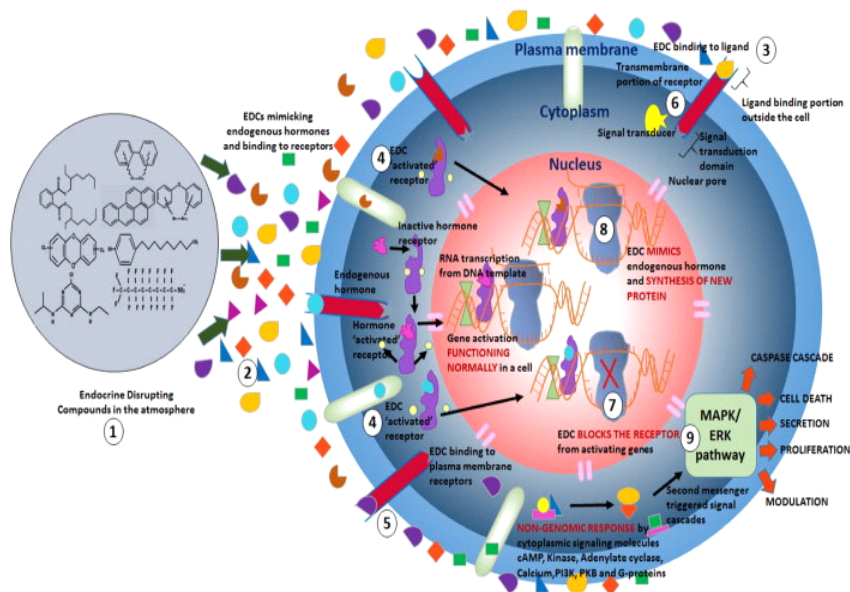 Plasma membrane
EDC binding to ligand
3
Transmembrane
portion of receptor
6
Ligand binding portion
outside the cell
Cytoplasm
Signal transducer
Signal
transduction
domain
Nuclear pore
EDCs mimicking
endogenous hormones
and binding to receptors
4
EDC
'activated'
receptor
Nucleus
8
Inactive hormone
receptor
RNA transcription
from DNA template
EDC MIMICS
endogenous hormone
and SYNTHESIS OF NEW
PROTEIN
Endogenous
hormone
Hormone
'activated'
receptor
Gene activation
FUNCTIONING
NORMALLY in a cell
2
Endocrine Disrupting
Compounds in the atmosphere
1
4
EDC
'activated'
receptor
7
EDC BLOCKS THE RECEPTOR
from activating genes
9
MAPK/
ERK
pathway
CASPASE CASCADE
CELL DEATH
SECRETION
PROLIFERATION
MODULATION
EDC binding to
plasma membrane
receptors
5
Second messenger
triggered signal
cascades
NON-GENOMIC RESPONSE by
cytoplasmic signaling molecules
cAMP, Kinase, Adenylate cyclase,
Calcium,PI3K, PKB and G-proteins